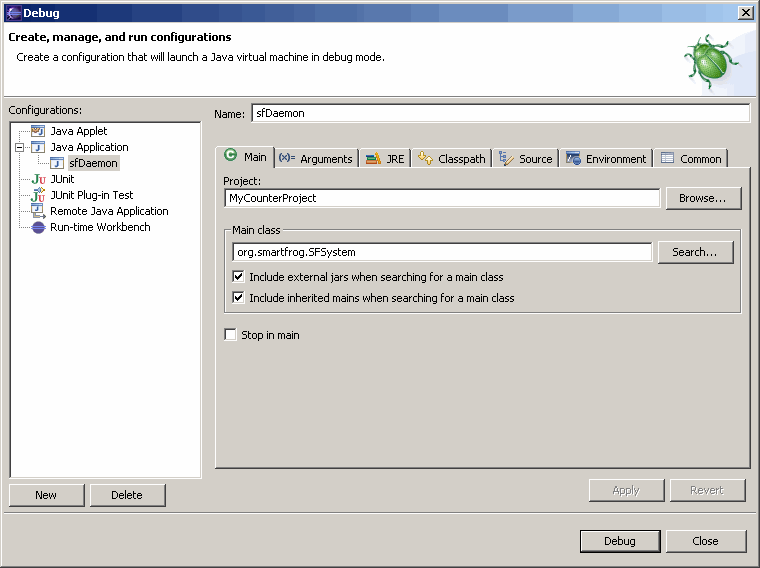 Debug
Create, manage, and run configurations
Create a configuration that will launch a Java virtual machine in debug mode.
Configurations:
Java Applet
Java Application
sfDaemon
JUnit
JUnit Plug-in Test
Remote Java Application
Run-time Workbench
New Delete
Name: sfDaemon
Main (x)= Arguments JRE Classpath Source Environment Common
Project:
MyCounterProject Browse...
Main class
org.smartfrog.SFSystem Search...
Include external jars when searching for a main class
Include inherited mains when searching for a main class
Stop in main
Apply Revert
Debug Close